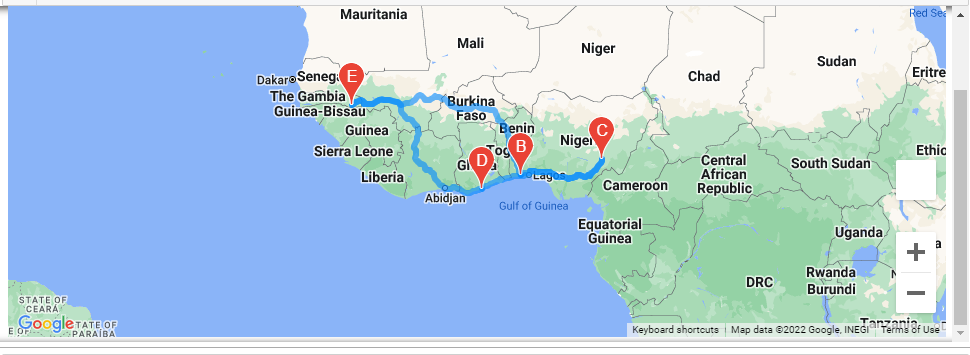 Mauritania
Red Sea
Mali
Niger
Sudan
Chad
Eritre
Senega
E
Dakar
The Gambia
Guinea-Bissau
Burkina
Faso
Guinea
Benin
Niger
C
Sierra Leone
Togo
B
Ghana
D
Liberia
Lagos
Central
African
Republic
South Sudan
Ethio
Cameroon
Abidjan
Gulf of Guinea
Equatorial
Guinea
Uganda
a
+
DRC
Rwanda
Burundi
N
−
STATE OF
CEARÁ
Google
E O
STATE OF
PARAÍBA
Tanzania
Keyboard shortcuts
Map data ©2022 Google, INEGI
Terms of Use